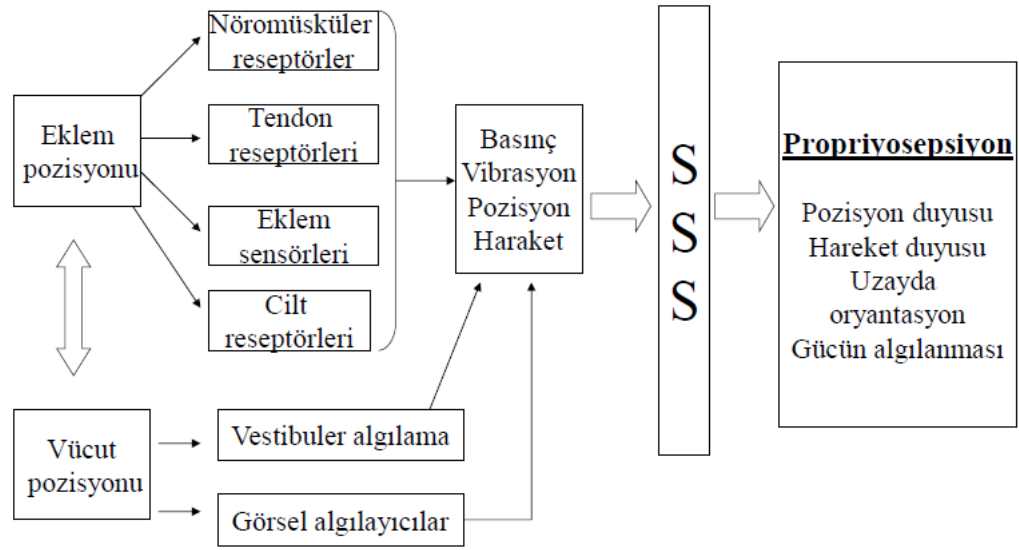 Nöromüsküler
reseptörler
Eklem
pozisyonu
Tendon
reseptörleri
Eklem
sensörleri
Cilt
reseptörleri
Basınç
Vibrasyon
Pozisyon
Haraket
S
S
S
Propriyosepsiyon
Pozisyon duyusu
Hareket duyusu
Uzayda
oryantasyon
Gücün algılanması
Vücut
pozisyonu
Vestibuler algılama
Görsel algılayıcılar